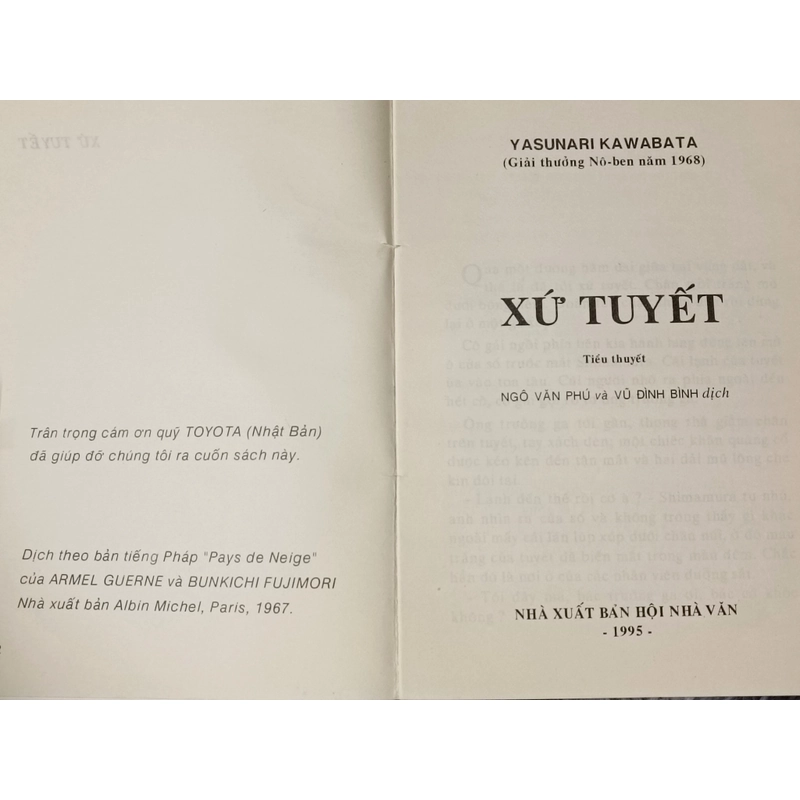 Trân trọng cảm ơn quỹ TOYOTA (Nhật Bản)
đã giúp đỡ chúng tôi ra cuốn sách này.
Dịch theo bản tiếng Pháp "Pays de Neige"
của ARMEL GUERNE và BUNKICHI FUJIMORI
Nhà xuất bản Albin Michel, Paris, 1967.
YASUNARI KAWABATA
(Giải thưởng Nô-ben năm 1968)
XỨ TUYẾT
Tiểu thuyết
NGÔ VĂN PHÚ và VŨ ĐÌNH BÌNH dịch
NHÀ XUẤT BẢN HỘI NHÀ VĂN
- 1995 -